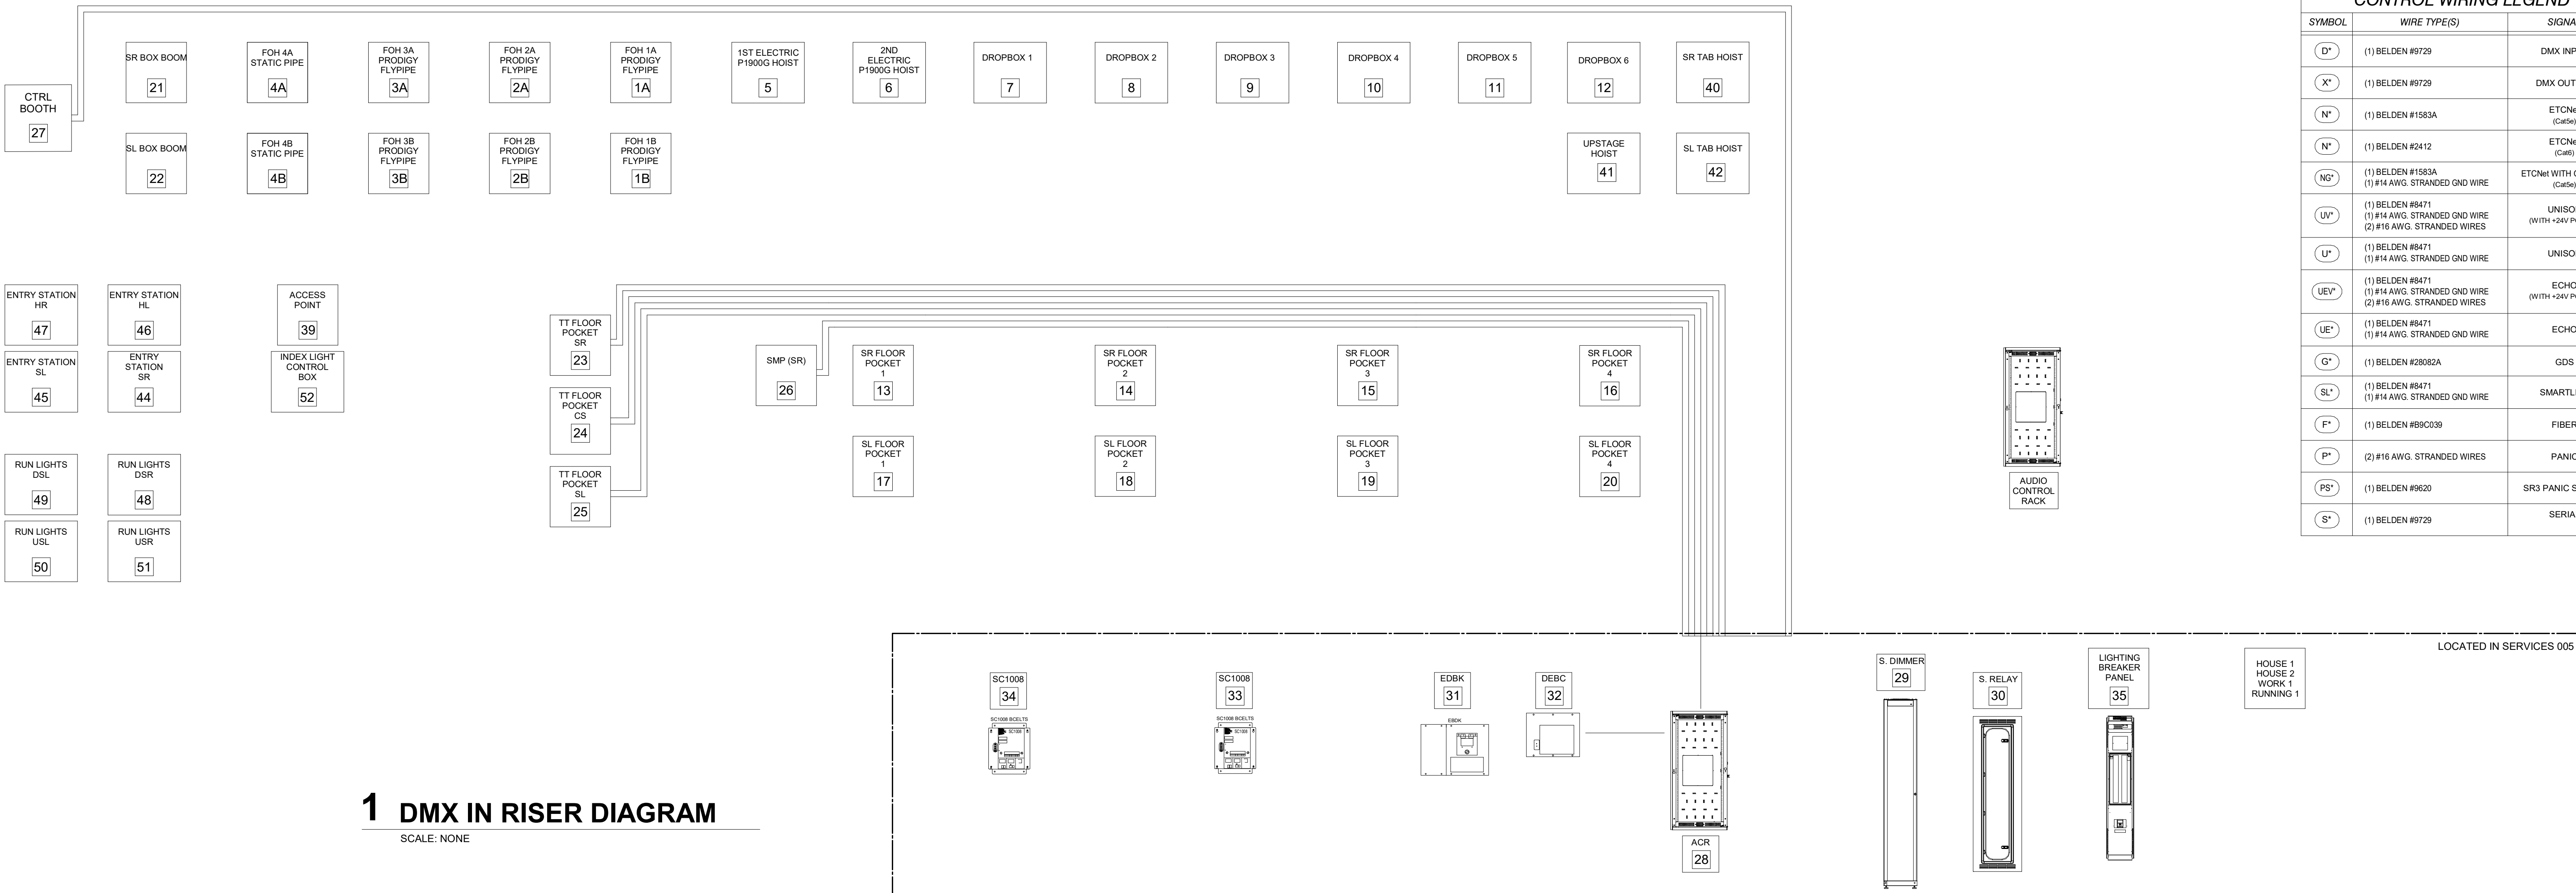 CTRL
BOOTH
27
SR BOX BOOM
21
FOH 4A
STATIC PIPE
4A
FOH 3A
PRODIGY
FLYPIPE
3A
FOH 2A
PRODIGY
FLYPIPE
2A
FOH 1A
PRODIGY
FLYPIPE
1A
1ST ELECTRIC
P1900G HOIST
5
2ND
ELECTRIC
P1900G HOIST
6
DROPBOX 1
7
DROPBOX 2
8
DROPBOX 3
9
DROPBOX 4
10
DROPBOX 5
11
DROPBOX 6
12
SR TAB HOIST
40
SL BOX BOOM
22
FOH 4B
STATIC PIPE
4B
FOH 3B
PRODIGY
FLYPIPE
3B
FOH 2B
PRODIGY
FLYPIPE
2B
FOH 1B
PRODIGY
FLYPIPE
1B
UPSTAGE
HOIST
41
SL TAB HOIST
42
ENTRY STATION
HR
47
ENTRY STATION
HL
46
ACCESS
POINT
39
ENTRY STATION
SL
45
ENTRY
STATION
SR
44
INDEX LIGHT
CONTROL
BOX
52
RUN LIGHTS
DSL
49
RUN LIGHTS
DSR
48
RUN LIGHTS
USL
50
RUN LIGHTS
USR
51
TT FLOOR
POCKET
SR
23
TT FLOOR
POCKET
CS
24
TT FLOOR
POCKET
SL
25
SMP (SR)
26
SR FLOOR
POCKET
1
13
SR FLOOR
POCKET
2
14
SR FLOOR
POCKET
3
15
SR FLOOR
POCKET
4
16
SL FLOOR
POCKET
1
17
SL FLOOR
POCKET
2
18
SL FLOOR
POCKET
3
19
SL FLOOR
POCKET
4
20
AUDIO
CONTROL
RACK
CONTROL WIRING LEGEND
SYMBOL WIRE TYPE(S) SIGNA
D* (1) BELDEN #9729 DMX INP
X* (1) BELDEN #9729 DMX OUT
N* (1) BELDEN #1583A ETCNe
(Cat5e)
N* (1) BELDEN #2412 ETCNe
(Cat6)
NG* (1) BELDEN #1583A ETCNet WITH
(1) #14 AWG. STRANDED GND WIRE (Cat5e)
UV* (1) BELDEN #8471 UNISO
(1) #14 AWG. STRANDED GND WIRE (WITH +24V P
(2) #16 AWG. STRANDED WIRES
U* (1) BELDEN #8471 UNISO
(1) #14 AWG. STRANDED GND WIRE
UEV* (1) BELDEN #8471 ECHO
(1) #14 AWG. STRANDED GND WIRE (WITH +24V P
(2) #16 AWG. STRANDED WIRES
UE* (1) BELDEN #8471 ECHO
(1) #14 AWG. STRANDED GND WIRE
G* (1) BELDEN #28082A GDS
SL* (1) BELDEN #8471 SMARTL
(1) #14 AWG. STRANDED GND WIRE
F* (1) BELDEN #B9C039 FIBER
P* (2) #16 AWG. STRANDED WIRES PANIC
PS* (1) BELDEN #9620 SR3 PANIC S
S* (1) BELDEN #9729 SERIA
LOCATED IN SERVICES 005
SC1008
34
SC1008 BCELTS
SC1008
SC1008
33
SC1008 BCELTS
SC1008
EDBK
31
EBDK
DEBC
32
ACR
28
S. DIMMER
29
S. RELAY
30
LIGHTING
BREAKER
PANEL
35
HOUSE 1
HOUSE 2
WORK 1
RUNNING 1
1 DMX IN RISER DIAGRAM
SCALE: NONE